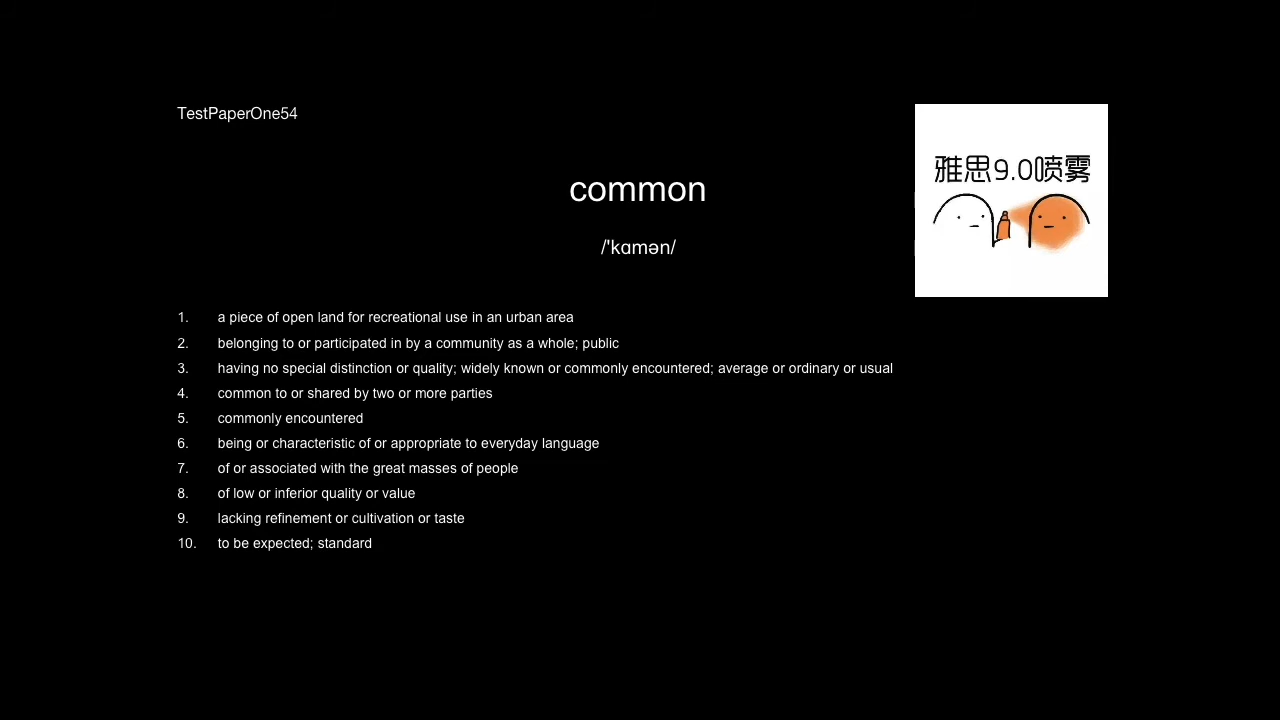 TestPaperOne54
雅思9.0喷雾
common
/'kɑmən/
1. a piece of open land for recreational use in an urban area
2. belonging to or participated in by a community as a whole; public
3. having no special distinction or quality; widely known or commonly encountered; average or ordinary or usual
4. common to or shared by two or more parties
5. commonly encountered
6. being or characteristic of or appropriate to everyday language
7. of or associated with the great masses of people
8. of low or inferior quality or value
9. lacking refinement or cultivation or taste
10. to be expected; standard